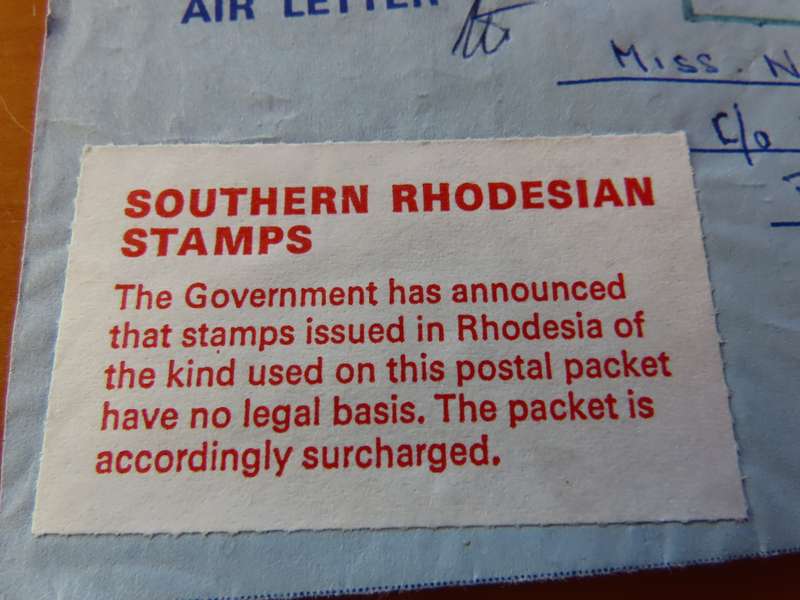 AIR LETTER
MISS. N
c/o
SOUTHERN RHODESIAN
STAMPS
The Government has announced
that stamps issued in Rhodesia of
the kind used on this postal packet
have no legal basis. The packet is
accordingly surcharged.